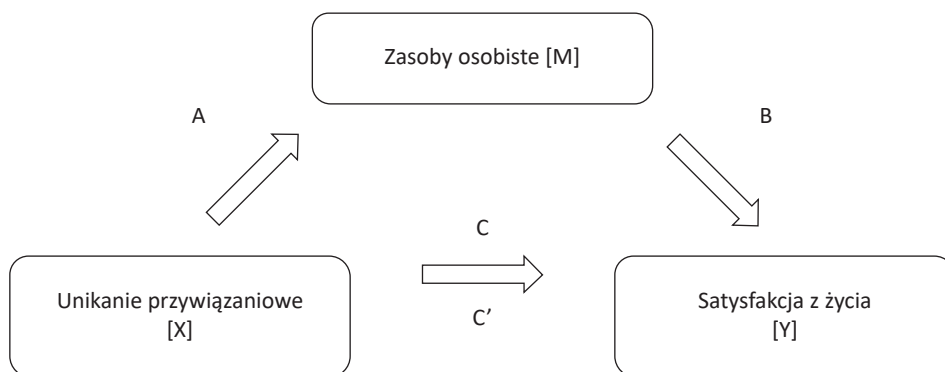 Zasoby osobiste [M]
A
B
C
Unikanie przywiązaniowe
[X]
C’
Satysfakcja z życia
[Y]